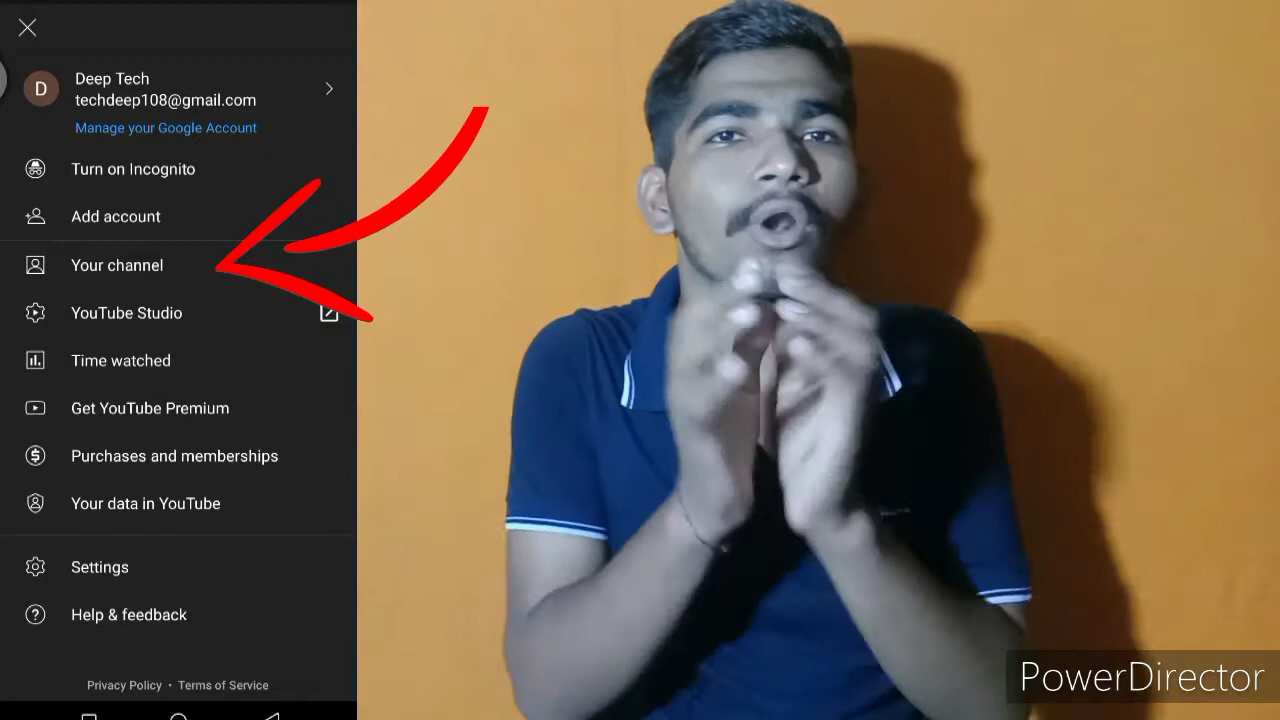 Deep Tech
techdeep108@gmail.com
Manage your Google Account
Turn on Incognito
Add account
Your channel
YouTube Studio
Time watched
Get YouTube Premium
Purchases and memberships
Your data in YouTube
Settings
Help & feedback
Privacy Policy • Terms of Service
PowerDirector
D